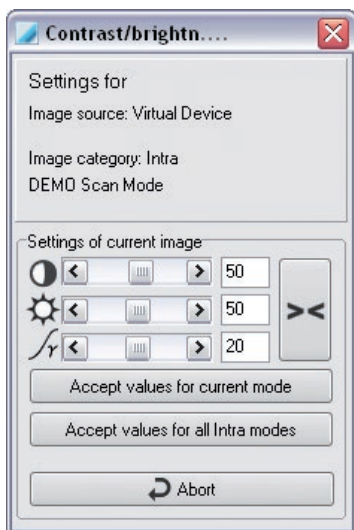 Contrast/brightn....
Settings for
Image source: Virtual Device
Image category: Intra
DEMO Scan Mode
Settings of current image
50
50
γ 20
Accept values for current mode
Accept values for all Intra modes
Abort